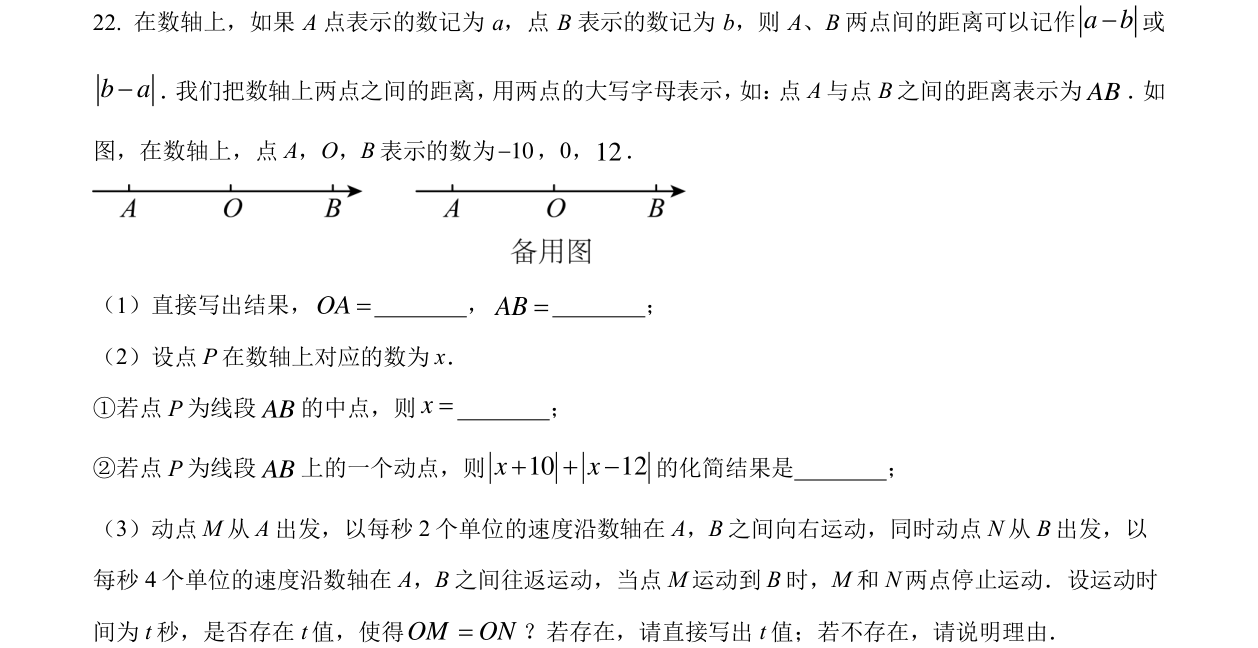 22. 在数轴上，如果 A 点表示的数记为 a，点 B 表示的数记为 b，则 A、B 两点间的距离可以记作|a−b|或
|b−a|．我们把数轴上两点之间的距离，用两点的大写字母表示，如：点 A 与点 B 之间的距离表示为 AB．如
图，在数轴上，点 A，O，B 表示的数为−10，0，12．
A O B A O B
备用图
（1）直接写出结果，OA＝________，AB＝________；
（2）设点 P 在数轴上对应的数为 x．
①若点 P 为线段 AB 的中点，则 x＝________；
②若点 P 为线段 AB 上的一个动点，则|x+10|+|x−12|的化简结果是________；
（3）动点 M 从 A 出发，以每秒 2 个单位的速度沿数轴在 A，B 之间向右运动，同时动点 N 从 B 出发，以
每秒 4 个单位的速度沿数轴在 A，B 之间往返运动，当点 M 运动到 B 时，M 和 N 两点停止运动．设运动时
间为 t 秒，是否存在 t 值，使得 OM＝ON？若存在，请直接写出 t 值；若不存在，请说明理由．